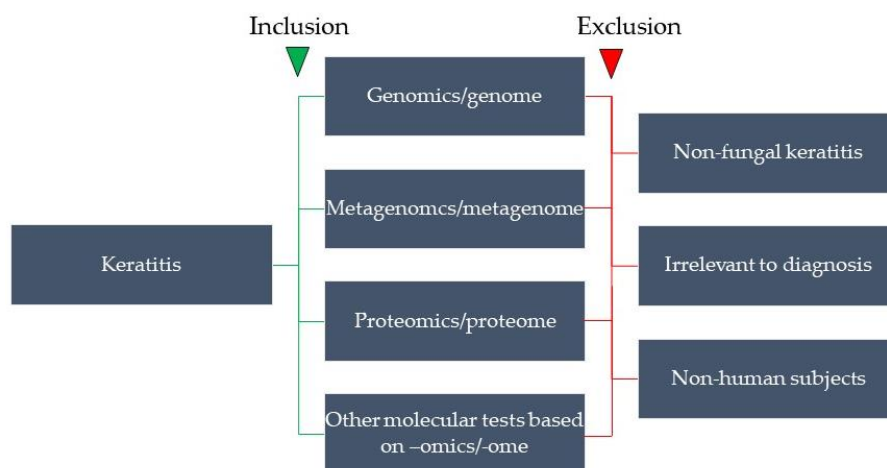 Inclusion
Exclusion
Keratitis
Genomics/genome
Metagenomcs/metagenome
Proteomics/proteome
Other molecular tests based
on –omics/-ome
Non-fungal keratitis
Irrelevant to diagnosis
Non-human subjects